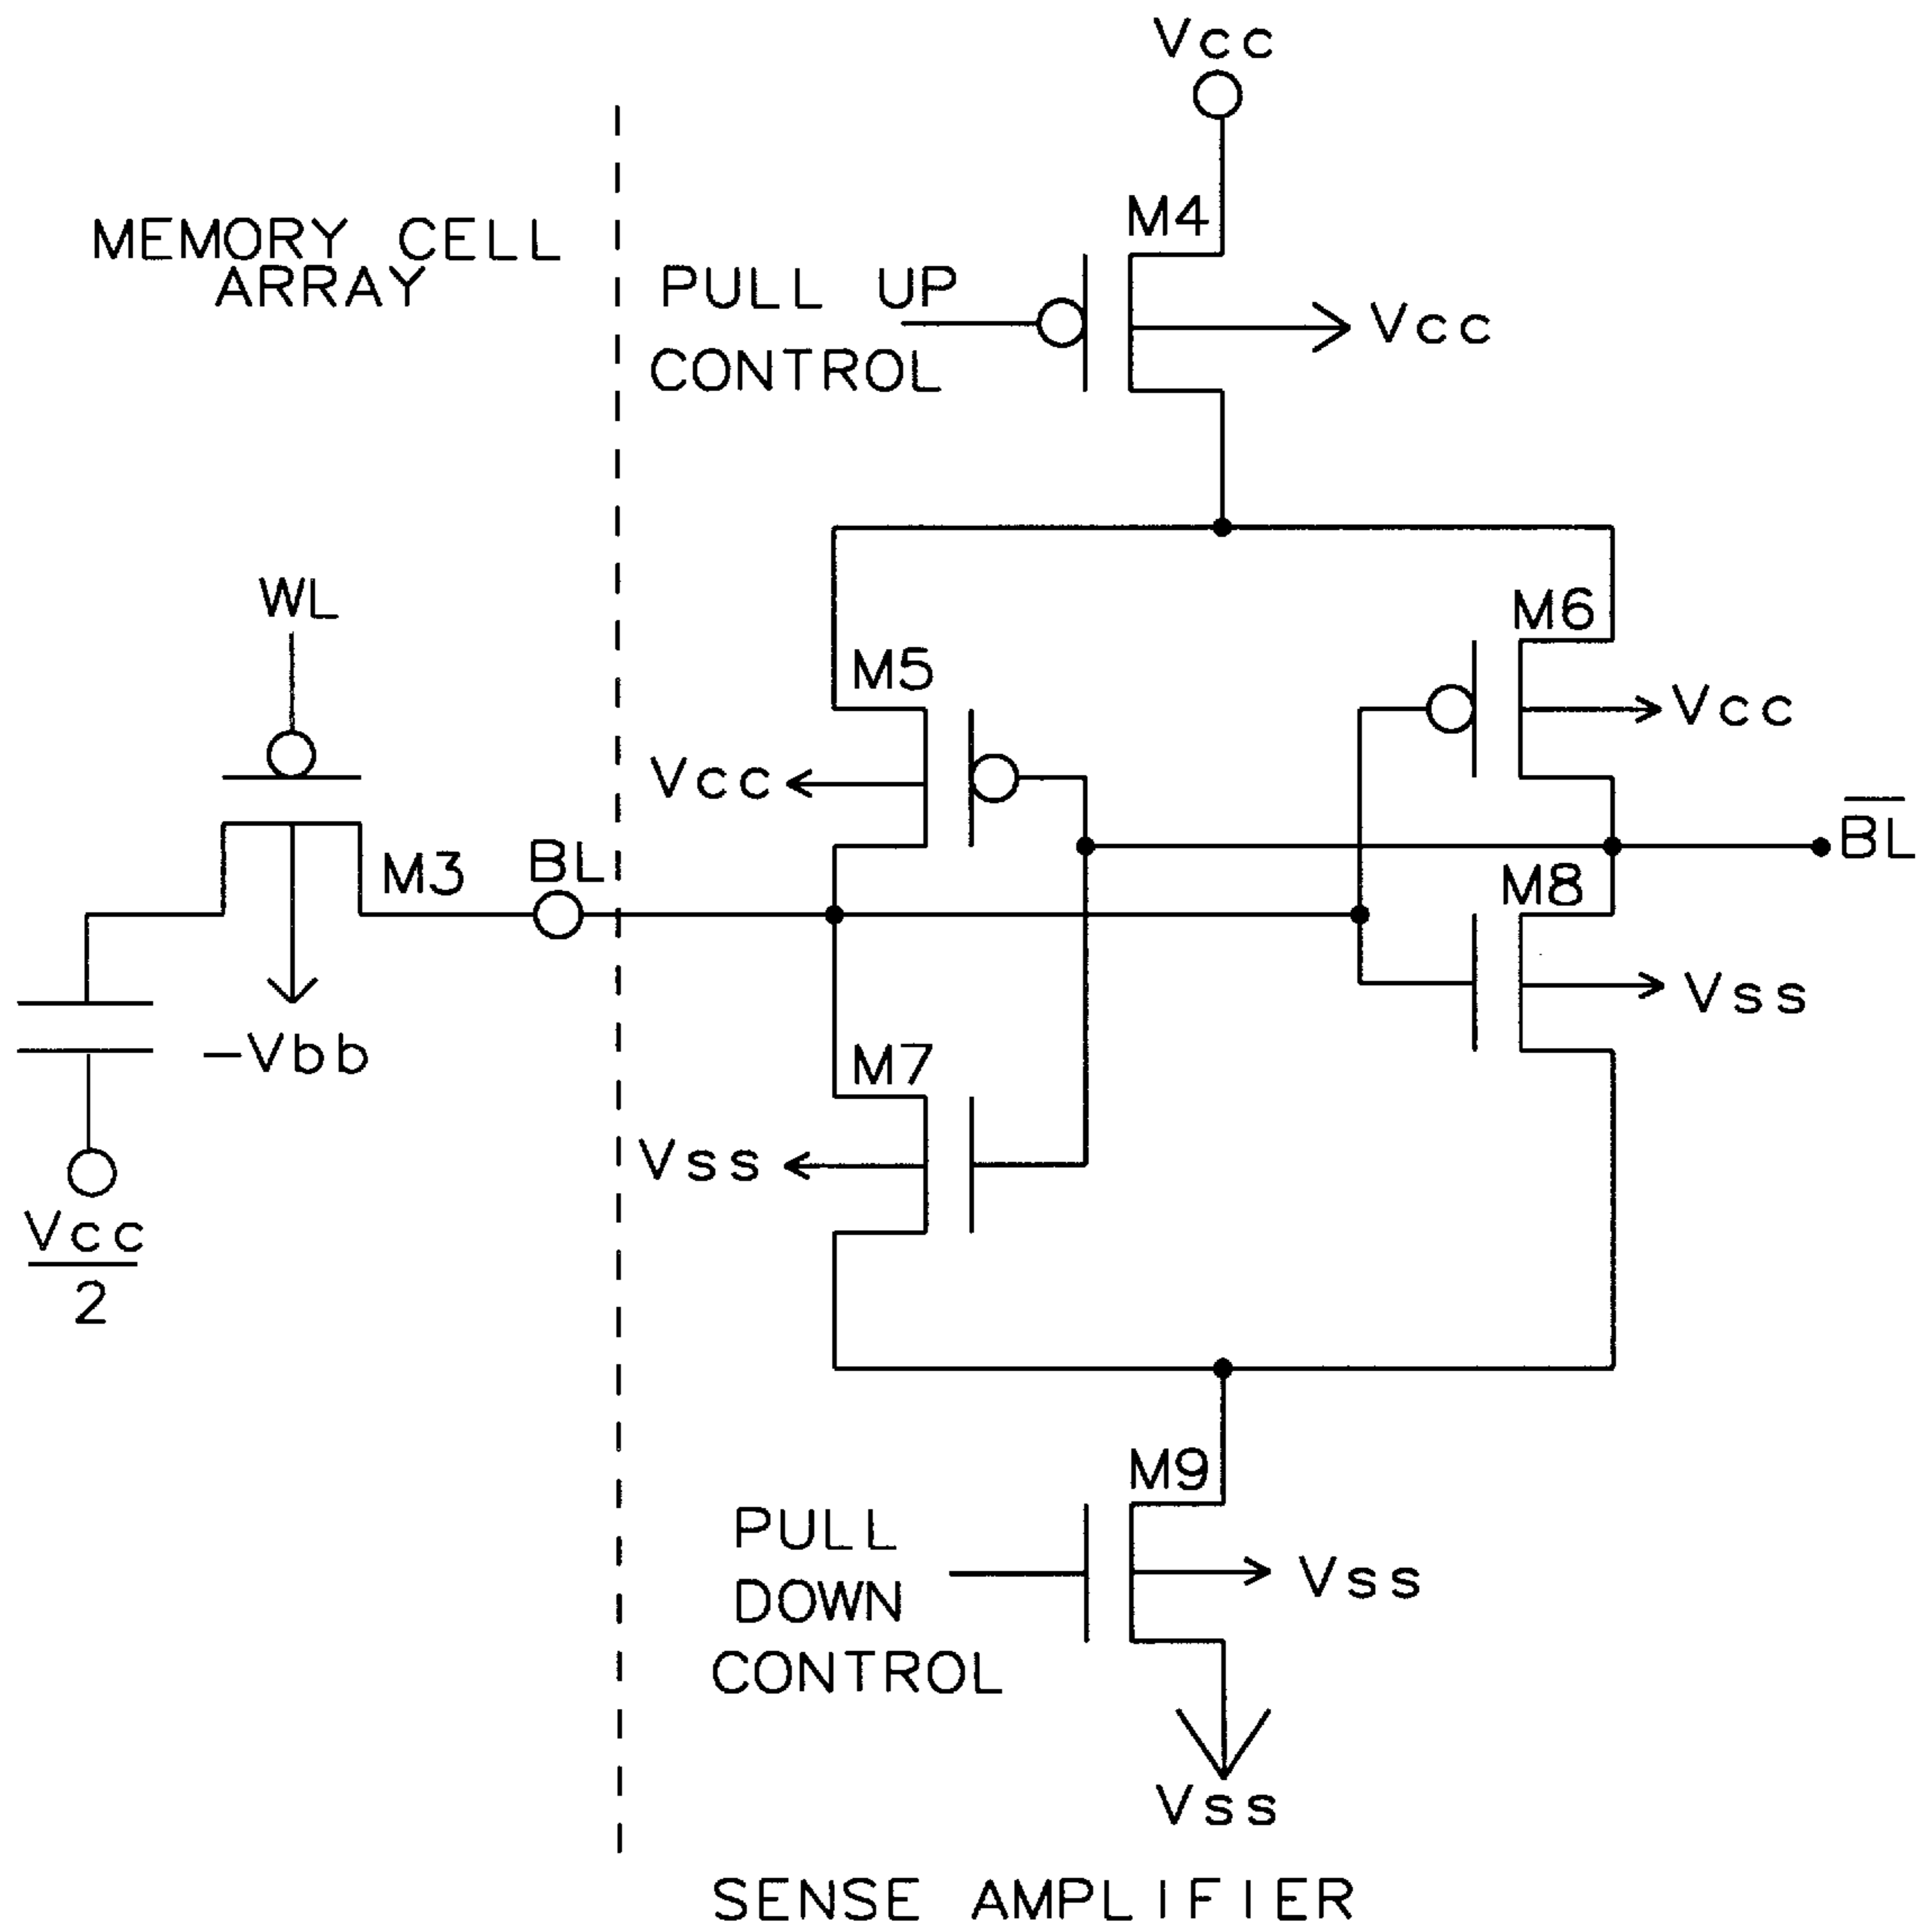 Vcc
MEMORY CELL
ARRAY
M4
PULL UP
CONTROL
Vcc
WL
M6
M5
Vcc
Vcc
M3
BL
B̅L̅
M8
Vss
-Vbb
M7
Vss
Vcc
2
M9
PULL
DOWN
CONTROL
Vss
Vss
SENSE AMPLIFIER